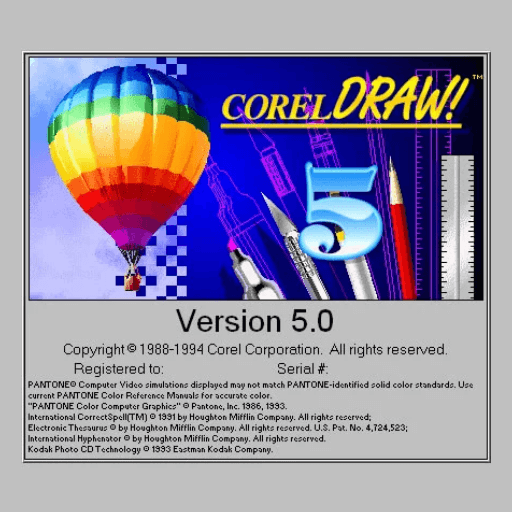 COREL DRAW! ™
5
Version 5.0
Copyright © 1988-1994 Corel Corporation. All rights reserved.
Registered to: Serial #:
PANTONE® Computer Video simulations displayed may not match PANTONE-identified solid color standards. Use
current PANTONE Color Reference Manuals for accurate color.
"PANTONE Color Computer Graphics" © Pantone, Inc. 1986, 1993.
International CorrectSpell(TM) © 1991 by Houghton Mifflin Company. All rights reserved;
Electronic Thesaurus © by Houghton Mifflin Company. All rights reserved. U.S. Pat. No. 4,724,523;
International Hyphenator © by Houghton Mifflin Company. All rights reserved.
Kodak Photo CD Technology © 1993 Eastman Kodak Company.